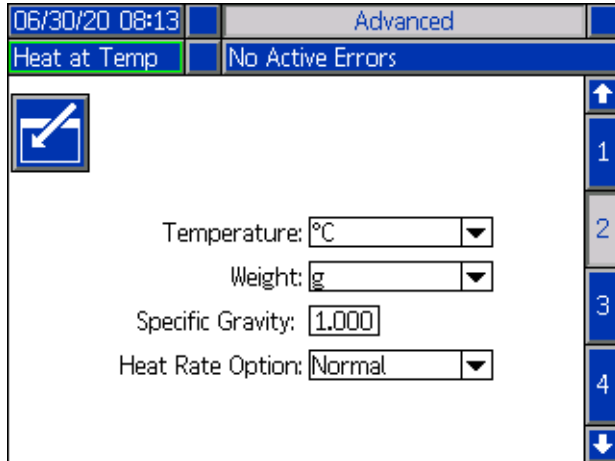 06/30/20 08:13 Advanced
Heat at Temp No Active Errors
1
Temperature: °C
2
Weight: g
Specific Gravity: 1.000
3
Heat Rate Option: Normal
4